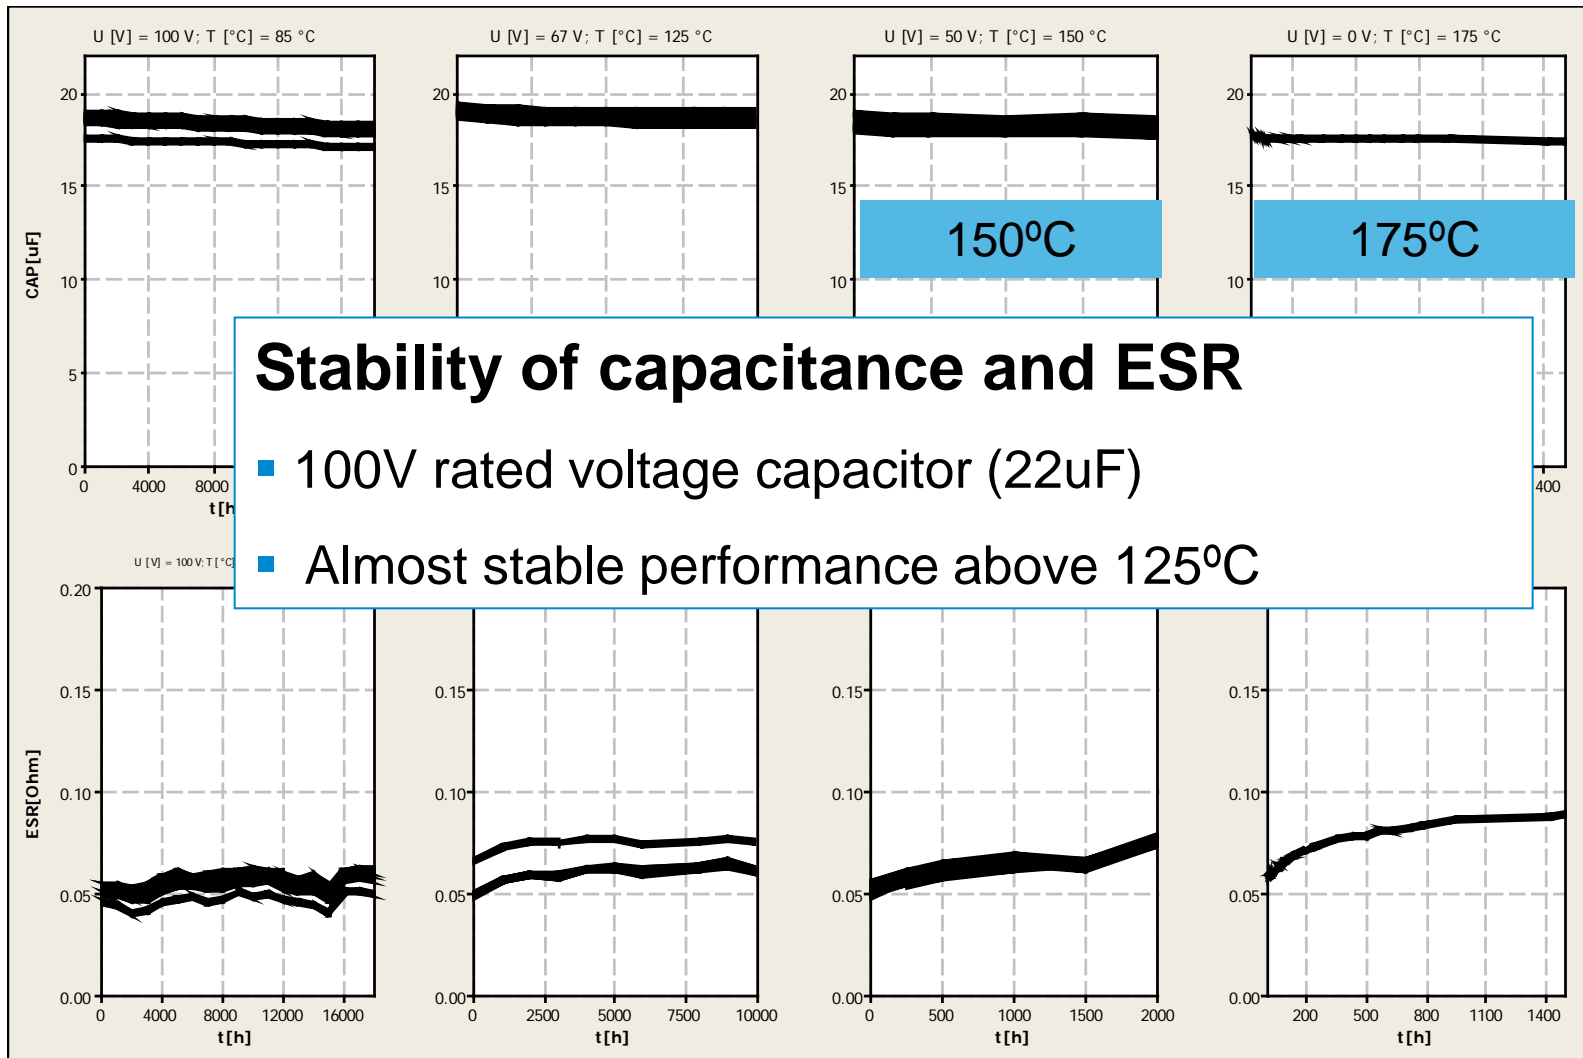 U [V] = 100 V; T [°C] = 85 °C
U [V] = 67 V; T [°C] = 125 °C
U [V] = 50 V; T [°C] = 150 °C
U [V] = 0 V; T [°C] = 175 °C
CAP[uF]
20
15
10
5
0
20
15
10
20
15
10
20
15
10
150ºC
175ºC
Stability of capacitance and ESR
▪ 100V rated voltage capacitor (22uF)
▪ Almost stable performance above 125ºC
0 4000 8000
t[h
400
U [V] = 100 V; T [°C]
ESR[Ohm]
0.20
0.15
0.10
0.05
0.00
0.15
0.10
0.05
0.00
0.15
0.10
0.05
0.00
0.15
0.10
0.05
0.00
0 4000 8000 12000 16000
t[h]
0 2500 5000 7500 10000
t[h]
0 500 1000 1500 2000
t[h]
200 500 800 1100 1400
t[h]